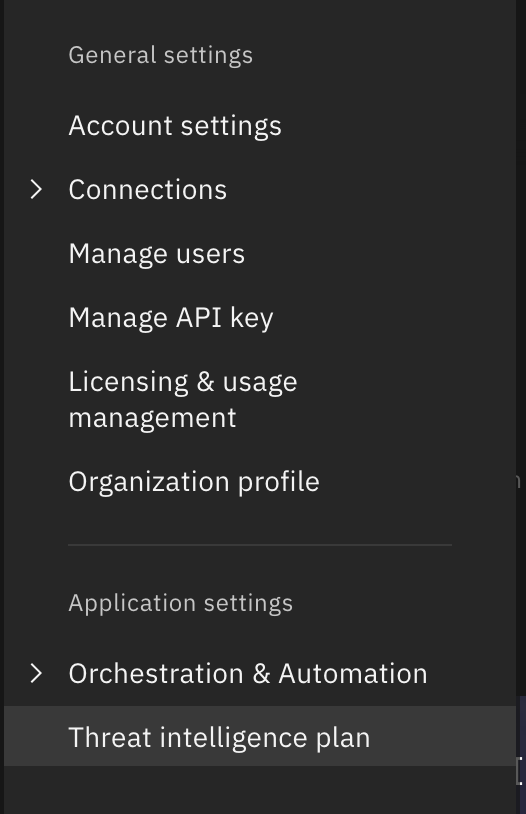 General settings
Account settings
Connections
Manage users
Manage API key
Licensing & usage
management
Organization profile
Application settings
Orchestration & Automation
Threat intelligence plan